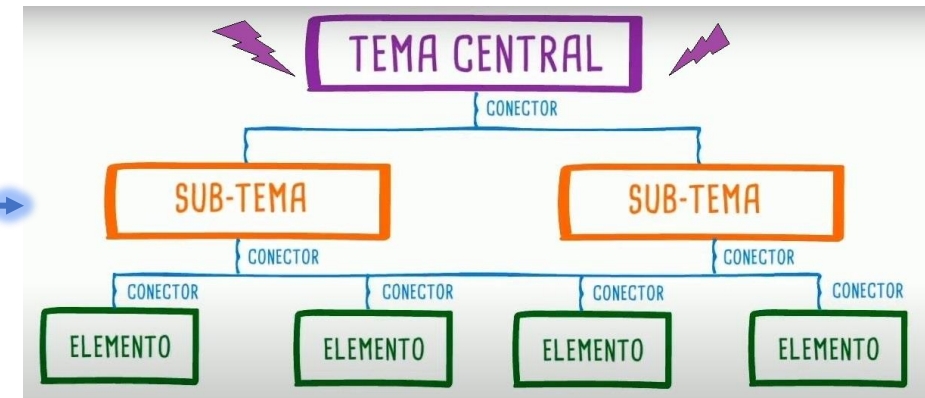 TEMA CENTRAL
CONECTOR
SUB-TEMA
SUB-TEMA
CONECTOR
CONECTOR
CONECTOR
CONECTOR
CONECTOR
CONECTOR
ELEMENTO
ELEMENTO
ELEMENTO
ELEMENTO